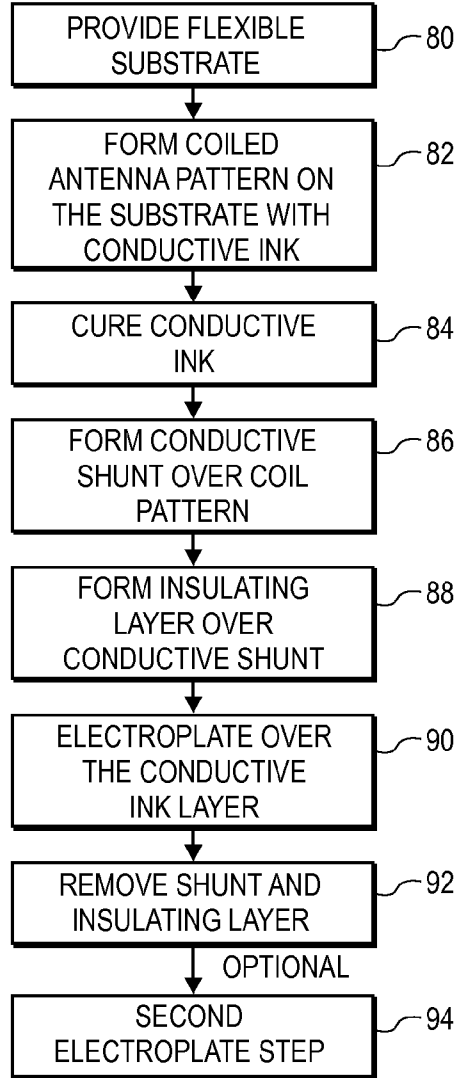 PROVIDE FLEXIBLE
SUBSTRATE
80
FORM COILED
ANTENNA PATTERN ON
THE SUBSTRATE WITH
CONDUCTIVE INK
82
CURE CONDUCTIVE
INK
84
FORM CONDUCTIVE
SHUNT OVER COIL
PATTERN
86
FORM INSULATING
LAYER OVER
CONDUCTIVE SHUNT
88
ELECTROPLATE OVER
THE CONDUCTIVE
INK LAYER
90
REMOVE SHUNT AND
INSULATING LAYER
92
OPTIONAL
SECOND
ELECTROPLATE STEP
94